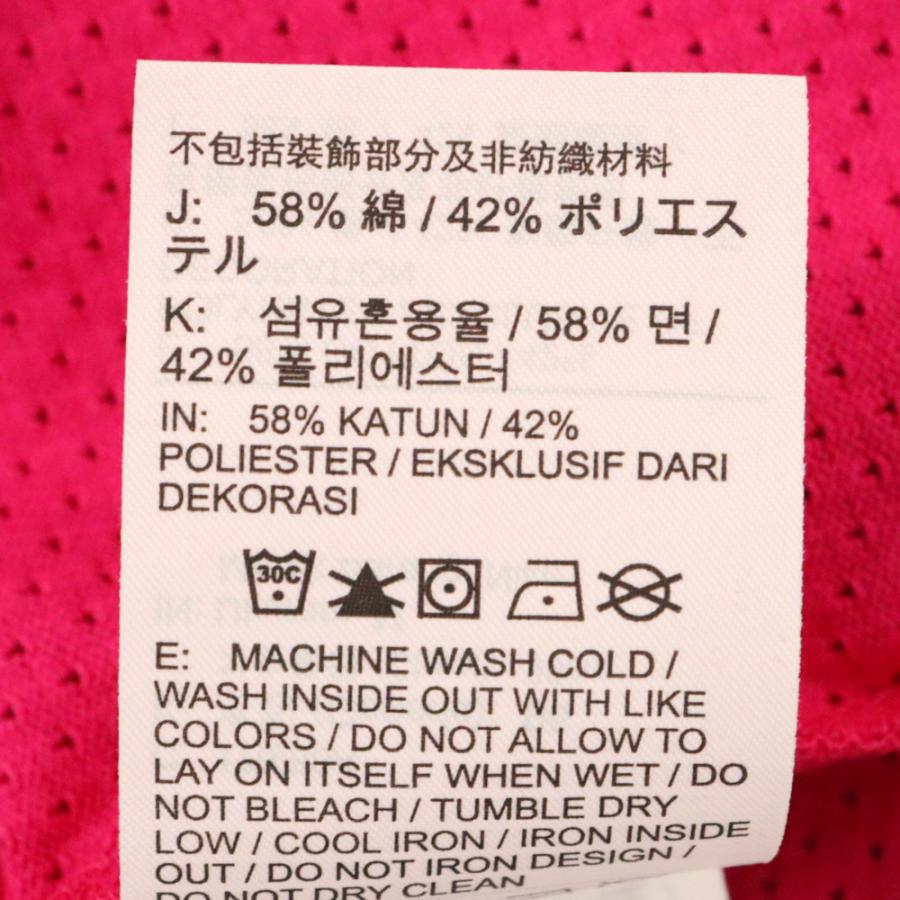 不包括裝飾部分及非紡織材料
J: 58% 綿 / 42% ポリエス
テル
K: 섬유혼용율 / 58% 면 /
42% 폴리에스터
IN: 58% KATUN / 42%
POLIESTER / EKSKLUSIF DARI
DEKORASI
30C
E: MACHINE WASH COLD /
WASH INSIDE OUT WITH LIKE
COLORS / DO NOT ALLOW TO
LAY ON ITSELF WHEN WET / DO
NOT BLEACH / TUMBLE DRY
LOW / COOL IRON / IRON INSIDE
OUT / DO NOT IRON DESIGN /
DO NOT DRY CLEAN